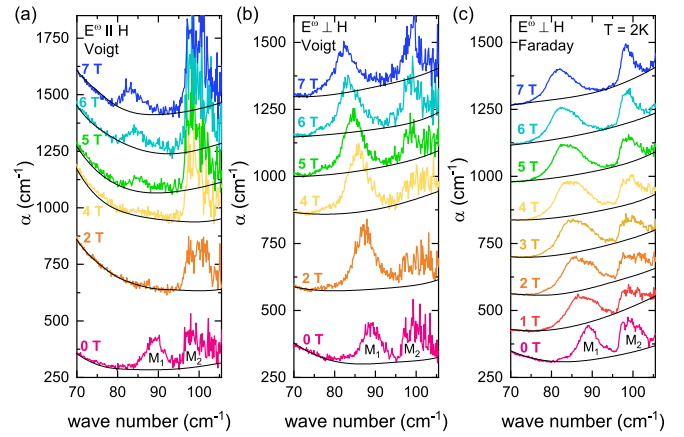 (a)
E^ω ll H
Voigt
7 T
6 T
5 T
4 T
2 T
0 T
M₁
M₂
1750
1500
1250
1000
750
500
250
α (cm⁻¹)
70 80 90 100
wave number (cm⁻¹)
(b)
E^ω ⊥ H
Voigt
7 T
6 T
5 T
4 T
2 T
0 T
M₁
M₂
1500
1250
1000
750
500
250
α (cm⁻¹)
70 80 90 100
wave number (cm⁻¹)
(c)
E^ω ⊥ H
T = 2K
Faraday
7 T
6 T
5 T
4 T
3 T
2 T
1 T
0 T
M₁
M₂
1500
1250
1000
750
500
250
α (cm⁻¹)
70 80 90 100
wave number (cm⁻¹)